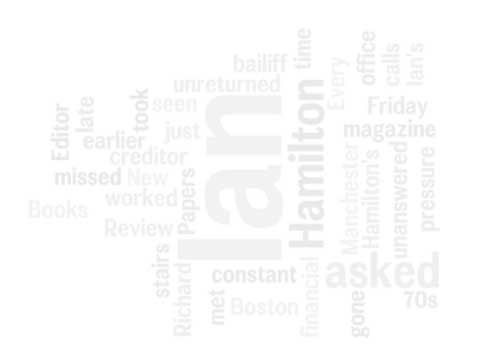 bailiff
time
Every
office
calls
Ian's
unreturned
seen
Friday
magazine
Editor
late
took
earlier
just
creditor
missed
New
worked
Books
Review
Papers
Ian
Hamilton
Manchester
Hamilton's
unanswered
pressure
stairs
Richard
met
constant
Boston
financial
asked
gone
70s